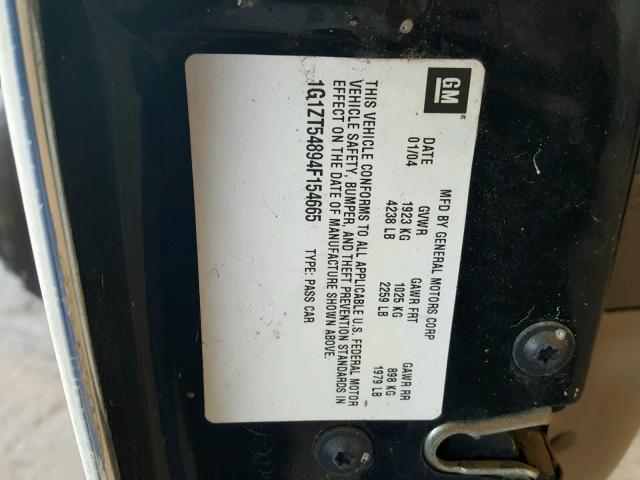 GM
MFD BY GENERAL MOTORS CORP
DATE GVWR GAWR FRT GAWR RR
01/04 1923 KG 1025 KG 898 KG
4238 LB 2259 LB 1979 LB
THIS VEHICLE CONFORMS TO ALL APPLICABLE U.S. FEDERAL MOTOR
VEHICLE SAFETY, BUMPER, AND THEFT PREVENTION STANDARDS IN
EFFECT ON THE DATE OF MANUFACTURE SHOWN ABOVE.
1G1ZT54894F154665 TYPE: PASS CAR